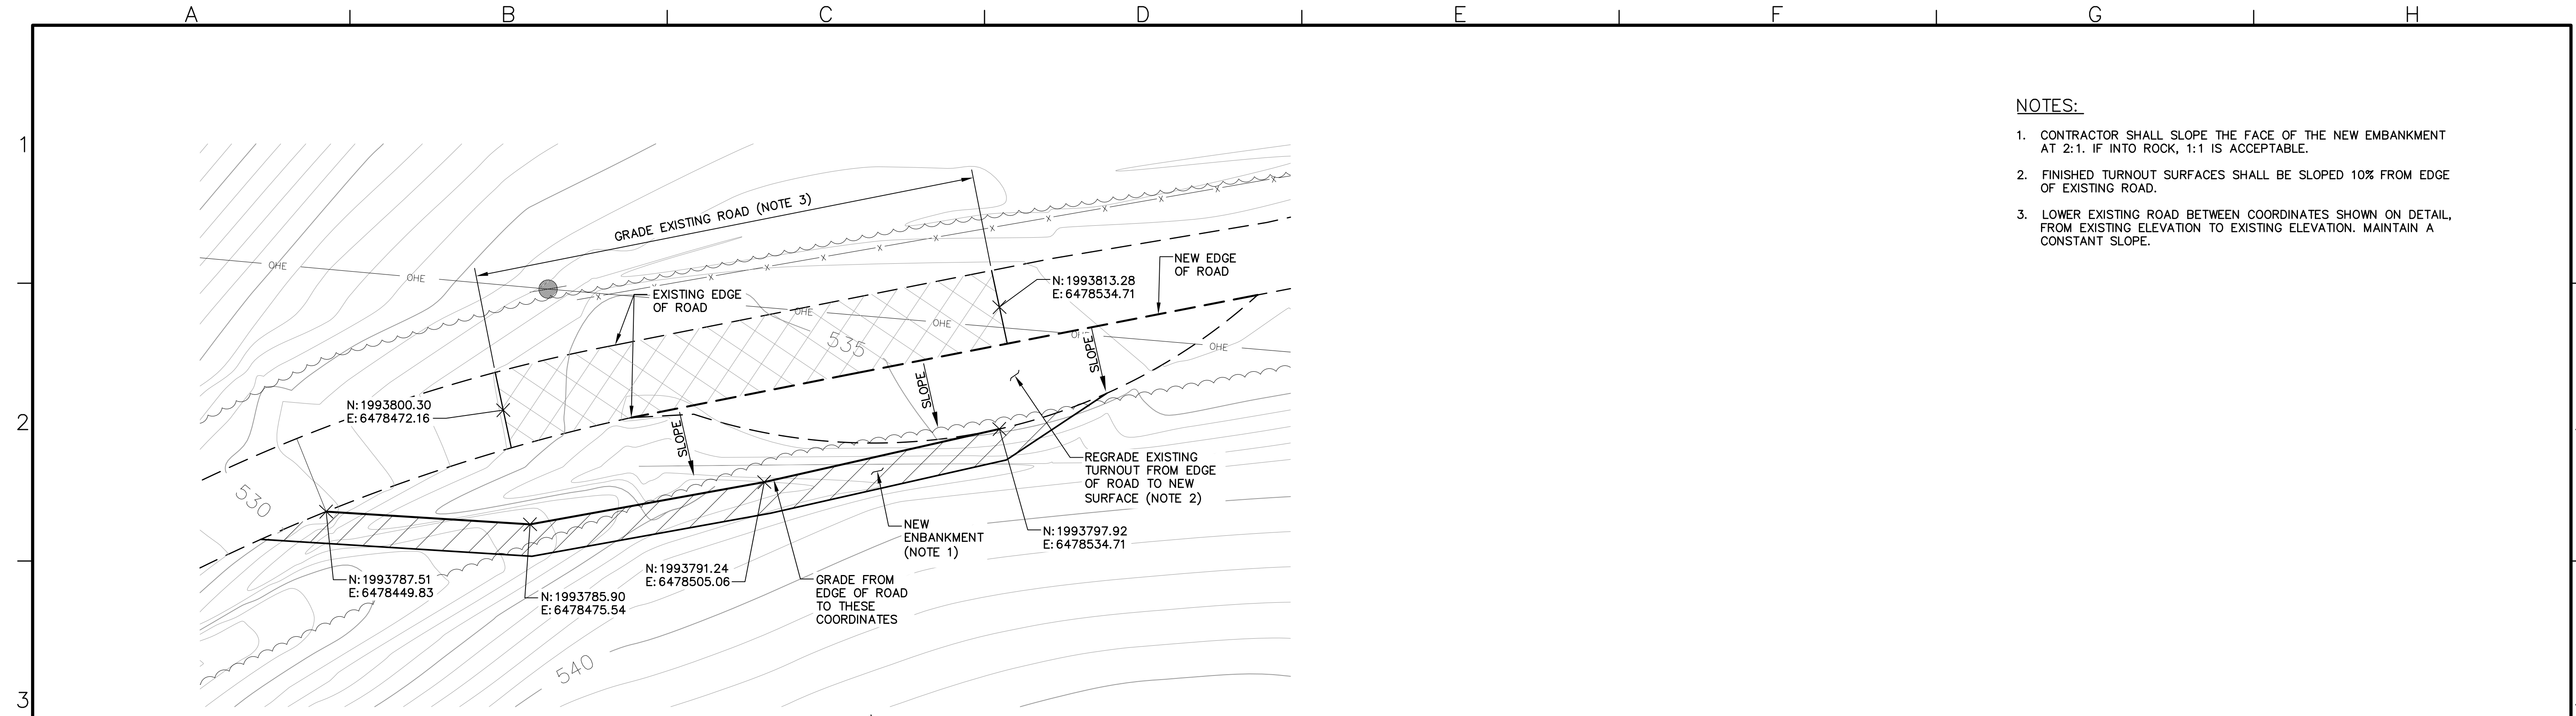 A B C D E F G H
1
2
3
NOTES:
1. CONTRACTOR SHALL SLOPE THE FACE OF THE NEW EMBANKMENT
AT 2:1. IF INTO ROCK, 1:1 IS ACCEPTABLE.
2. FINISHED TURNOUT SURFACES SHALL BE SLOPED 10% FROM EDGE
OF EXISTING ROAD.
3. LOWER EXISTING ROAD BETWEEN COORDINATES SHOWN ON DETAIL,
FROM EXISTING ELEVATION TO EXISTING ELEVATION. MAINTAIN A
CONSTANT SLOPE.
GRADE EXISTING ROAD (NOTE 3)
OHE
OHE
EXISTING EDGE
OF ROAD
N:1993813.28
E:6478534.71
NEW EDGE
OF ROAD
OHE
OHE
OHE
OHE
X
X
X
X
X
X
X
X
X
X
X
X
X
535
SLOPE
SLOPE
SLOPE
N:1993800.30
E:6478472.16
530
REGRADE EXISTING
TURNOUT FROM EDGE
OF ROAD TO NEW
SURFACE (NOTE 2)
NEW
ENBANKMENT
(NOTE 1)
N:1993797.92
E:6478534.71
N:1993787.51
E:6478449.83
N:1993785.90
E:6478475.54
N:1993791.24
E:6478505.06
GRADE FROM
EDGE OF ROAD
TO THESE
COORDINATES
540